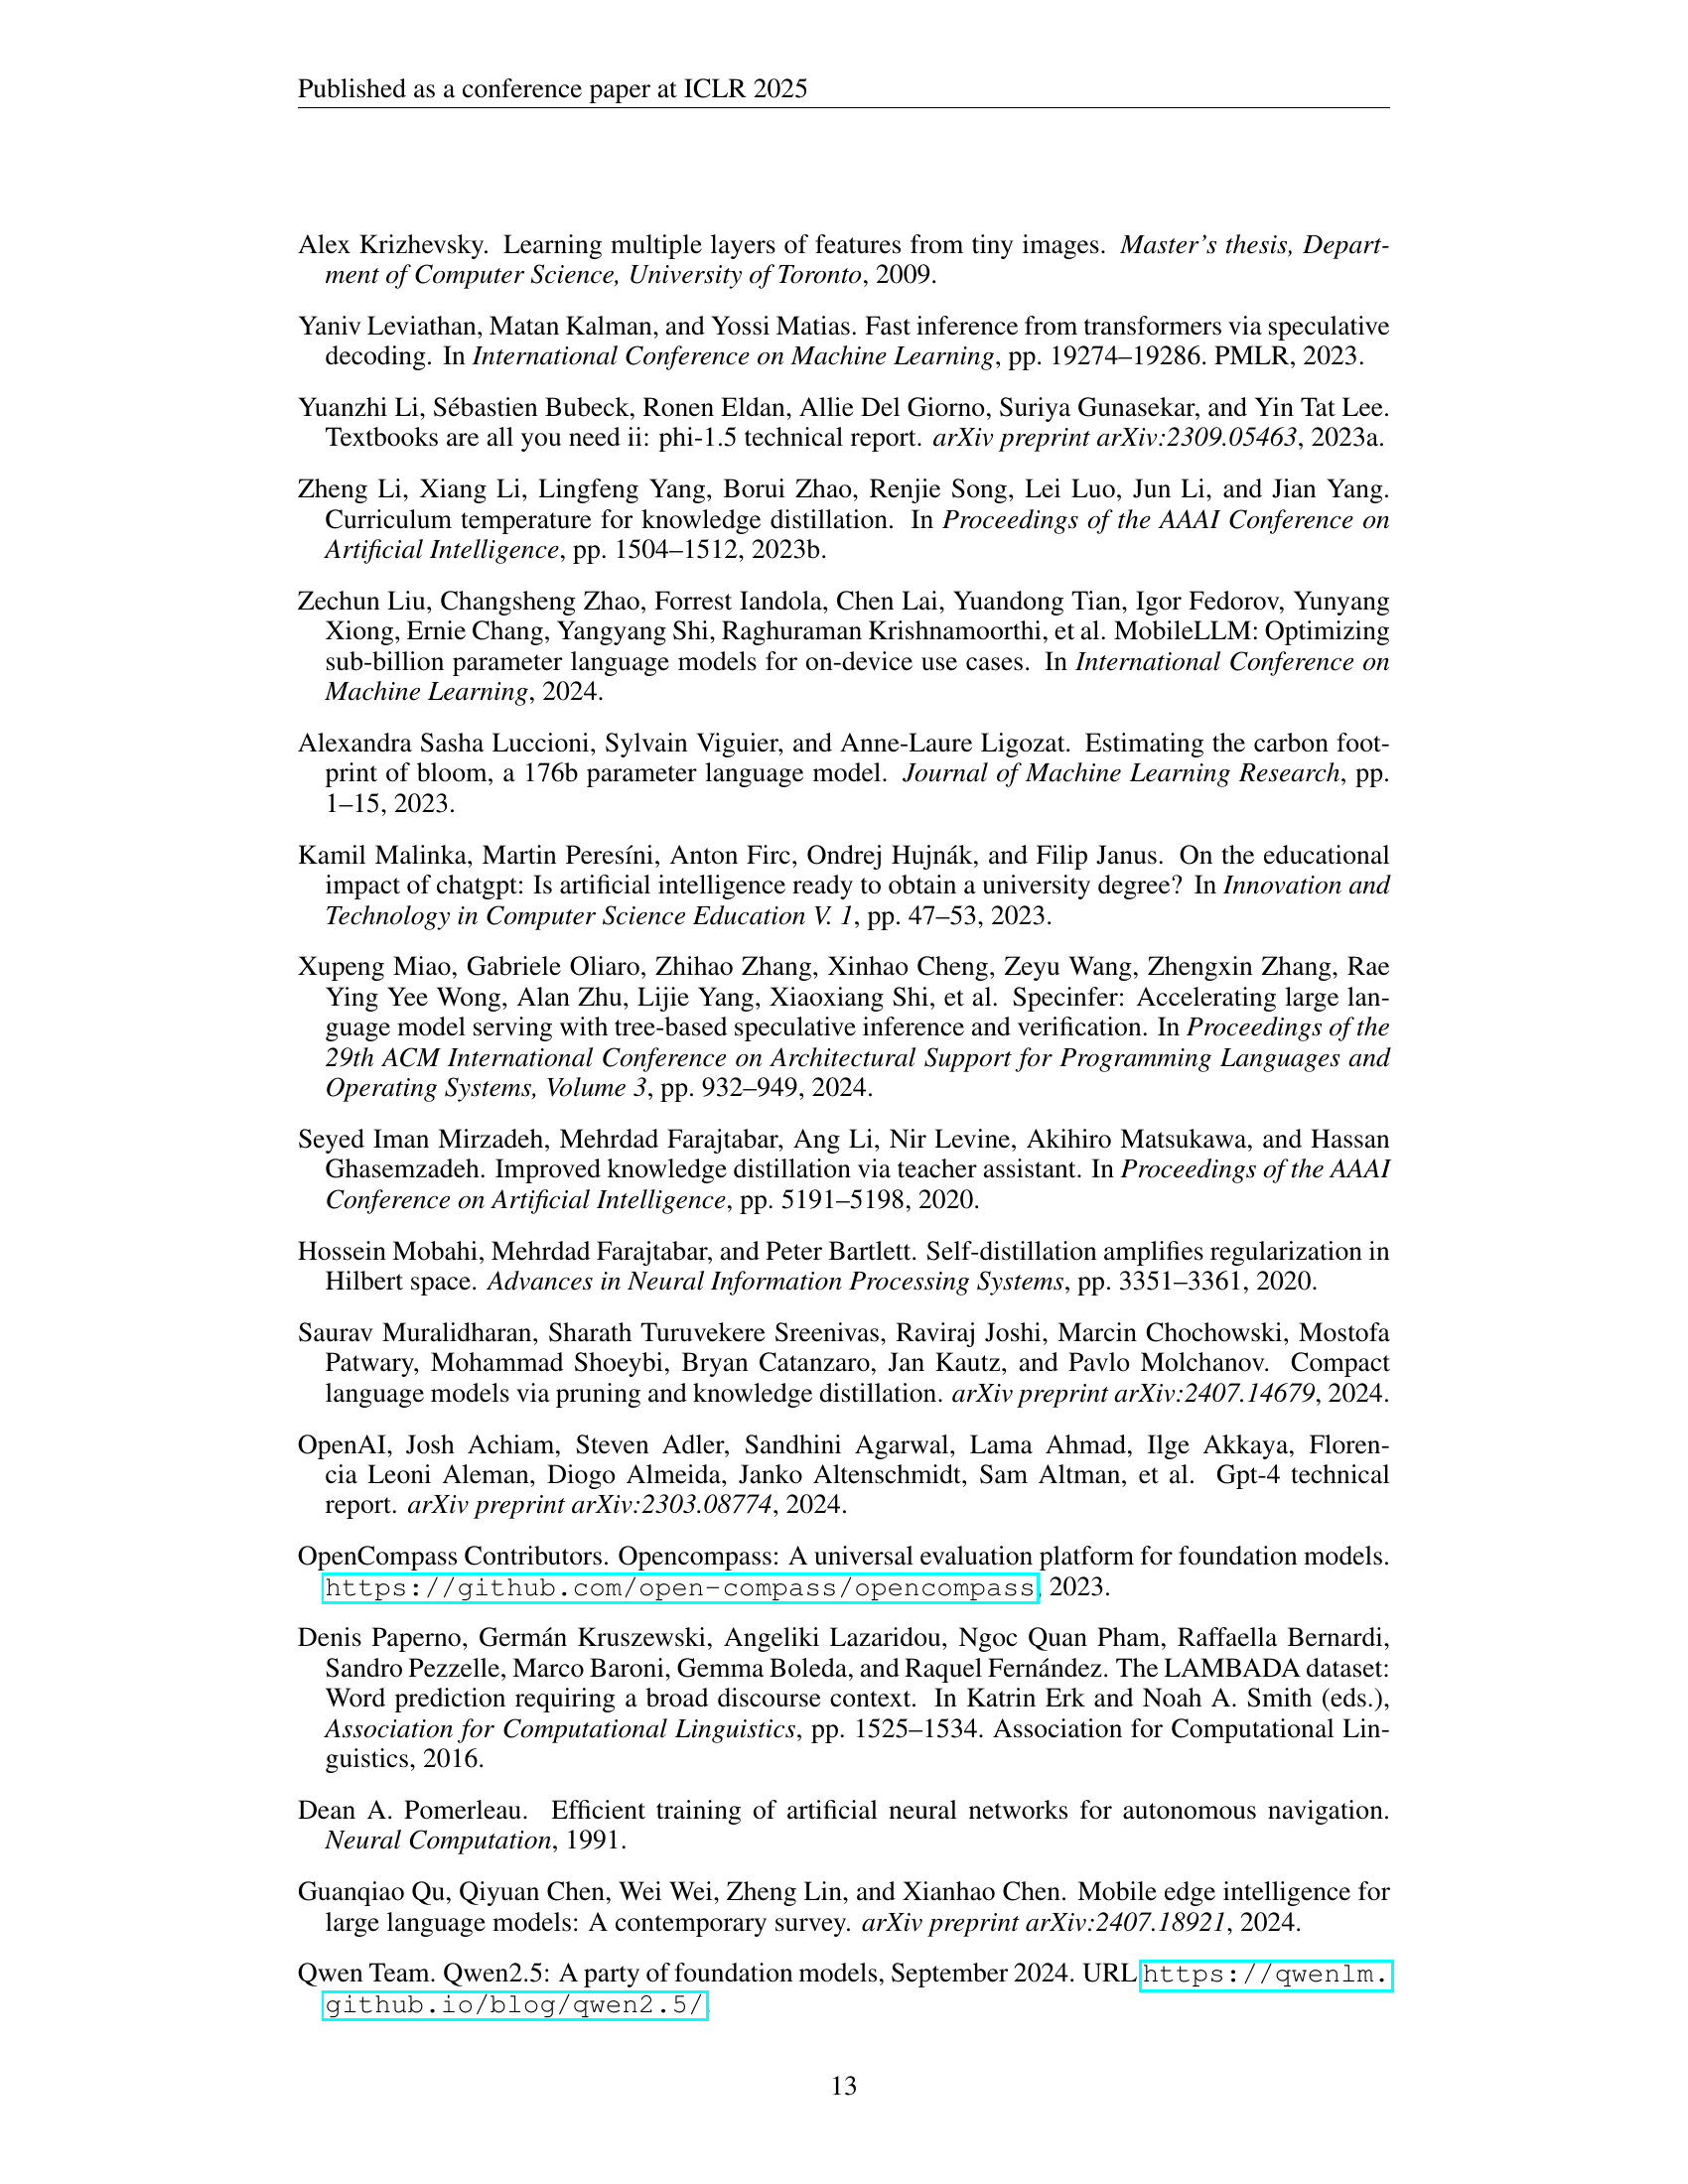 Published as a conference paper at ICLR 2025
Alex Krizhevsky. Learning multiple layers of features from tiny images. Master's thesis, Depart-
ment of Computer Science, University of Toronto, 2009.
Yaniv Leviathan, Matan Kalman, and Yossi Matias. Fast inference from transformers via speculative
decoding. In International Conference on Machine Learning, pp. 19274–19286. PMLR, 2023.
Yuanzhi Li, Sébastien Bubeck, Ronen Eldan, Allie Del Giorno, Suriya Gunasekar, and Yin Tat Lee.
Textbooks are all you need ii: phi-1.5 technical report. arXiv preprint arXiv:2309.05463, 2023a.
Zheng Li, Xiang Li, Lingfeng Yang, Borui Zhao, Renjie Song, Lei Luo, Jun Li, and Jian Yang.
Curriculum temperature for knowledge distillation. In Proceedings of the AAAI Conference on
Artificial Intelligence, pp. 1504–1512, 2023b.
Zechun Liu, Changsheng Zhao, Forrest Iandola, Chen Lai, Yuandong Tian, Igor Fedorov, Yunyang
Xiong, Ernie Chang, Yangyang Shi, Raghuraman Krishnamoorthi, et al. MobileLLM: Optimizing
sub-billion parameter language models for on-device use cases. In International Conference on
Machine Learning, 2024.
Alexandra Sasha Luccioni, Sylvain Viguier, and Anne-Laure Ligozat. Estimating the carbon foot-
print of bloom, a 176b parameter language model. Journal of Machine Learning Research, pp.
1–15, 2023.
Kamil Malinka, Martin Peresíni, Anton Firc, Ondrej Hujnák, and Filip Janus. On the educational
impact of chatgpt: Is artificial intelligence ready to obtain a university degree? In Innovation and
Technology in Computer Science Education V. 1, pp. 47–53, 2023.
Xupeng Miao, Gabriele Oliaro, Zhihao Zhang, Xinhao Cheng, Zeyu Wang, Zhengxin Zhang, Rae
Ying Yee Wong, Alan Zhu, Lijie Yang, Xiaoxiang Shi, et al. Specinfer: Accelerating large lan-
guage model serving with tree-based speculative inference and verification. In Proceedings of the
29th ACM International Conference on Architectural Support for Programming Languages and
Operating Systems, Volume 3, pp. 932–949, 2024.
Seyed Iman Mirzadeh, Mehrdad Farajtabar, Ang Li, Nir Levine, Akihiro Matsukawa, and Hassan
Ghasemzadeh. Improved knowledge distillation via teacher assistant. In Proceedings of the AAAI
Conference on Artificial Intelligence, pp. 5191–5198, 2020.
Hossein Mobahi, Mehrdad Farajtabar, and Peter Bartlett. Self-distillation amplifies regularization in
Hilbert space. Advances in Neural Information Processing Systems, pp. 3351–3361, 2020.
Saurav Muralidharan, Sharath Turuvekere Sreenivas, Raviraj Joshi, Marcin Chochowski, Mostofa
Patwary, Mohammad Shoeybi, Bryan Catanzaro, Jan Kautz, and Pavlo Molchanov. Compact
language models via pruning and knowledge distillation. arXiv preprint arXiv:2407.14679, 2024.
OpenAI, Josh Achiam, Steven Adler, Sandhini Agarwal, Lama Ahmad, Ilge Akkaya, Floren-
cia Leoni Aleman, Diogo Almeida, Janko Altenschmidt, Sam Altman, et al. Gpt-4 technical
report. arXiv preprint arXiv:2303.08774, 2024.
OpenCompass Contributors. Opencompass: A universal evaluation platform for foundation models.
https://github.com/open-compass/opencompass, 2023.
Denis Paperno, Germán Kruszewski, Angeliki Lazaridou, Ngoc Quan Pham, Raffaella Bernardi,
Sandro Pezzelle, Marco Baroni, Gemma Boleda, and Raquel Fernández. The LAMBADA dataset:
Word prediction requiring a broad discourse context. In Katrin Erk and Noah A. Smith (eds.),
Association for Computational Linguistics, pp. 1525–1534. Association for Computational Lin-
guistics, 2016.
Dean A. Pomerleau. Efficient training of artificial neural networks for autonomous navigation.
Neural Computation, 1991.
Guanqiao Qu, Qiyuan Chen, Wei Wei, Zheng Lin, and Xianhao Chen. Mobile edge intelligence for
large language models: A contemporary survey. arXiv preprint arXiv:2407.18921, 2024.
Qwen Team. Qwen2.5: A party of foundation models, September 2024. URL https://qwenlm.
github.io/blog/qwen2.5/
13